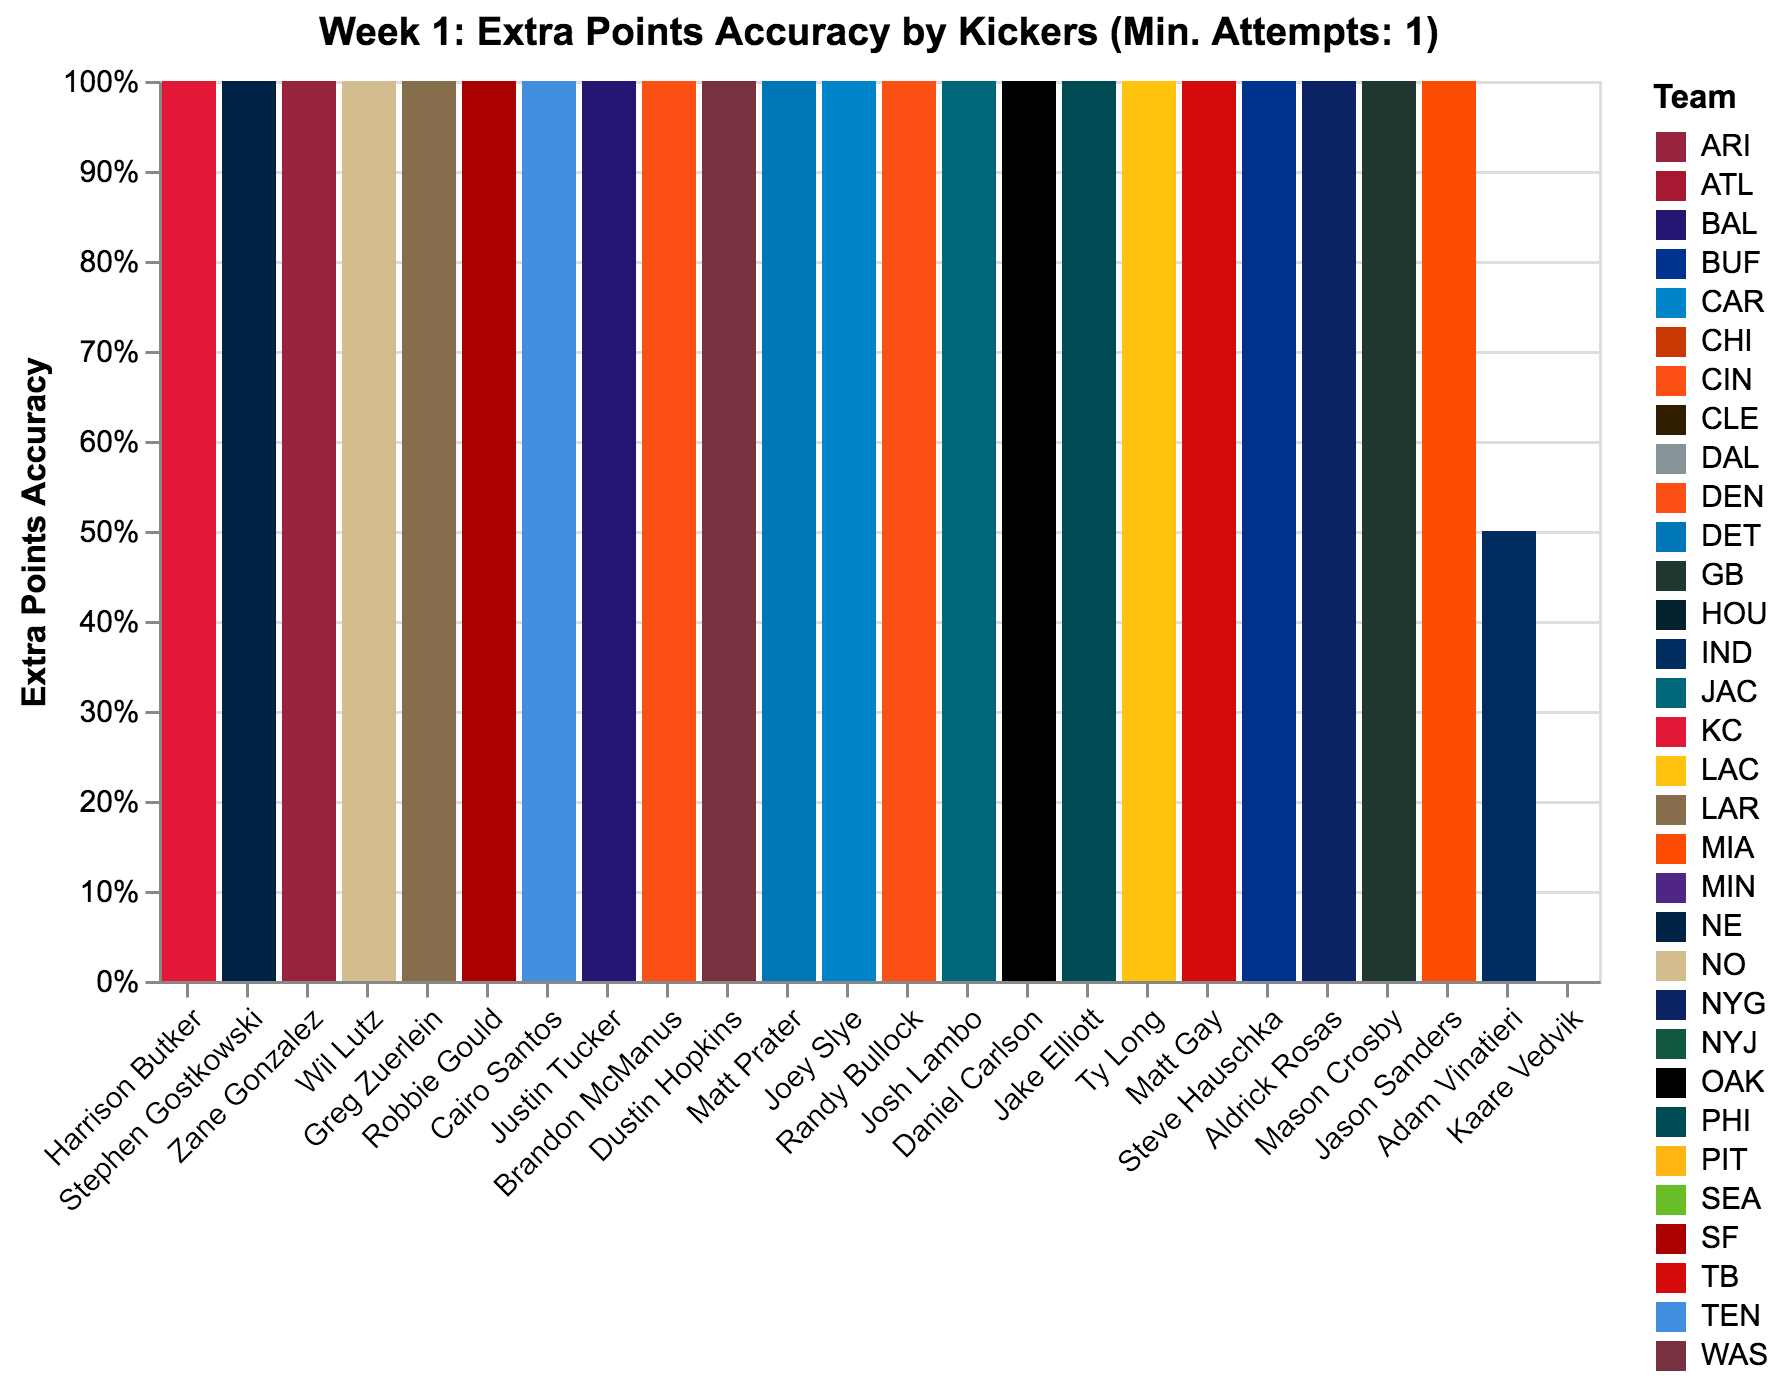 Week 1: Extra Points Accuracy by Kickers (Min. Attempts: 1)
Extra Points Accuracy
100%
90%
80%
70%
60%
50%
40%
30%
20%
10%
0%
Harrison Butker
Stephen Gostkowski
Zane Gonzalez
Wil Lutz
Greg Zuerlein
Robbie Gould
Cairo Santos
Justin Tucker
Brandon McManus
Dustin Hopkins
Matt Prater
Joey Slye
Randy Bullock
Josh Lambo
Daniel Carlson
Jake Elliott
Ty Long
Matt Gay
Steve Hauschka
Aldrick Rosas
Mason Crosby
Jason Sanders
Adam Vinatieri
Kaare Vedvik
Team
ARI
ATL
BAL
BUF
CAR
CHI
CIN
CLE
DAL
DEN
DET
GB
HOU
IND
JAC
KC
LAC
LAR
MIA
MIN
NE
NO
NYG
NYJ
OAK
PHI
PIT
SEA
SF
TB
TEN
WAS